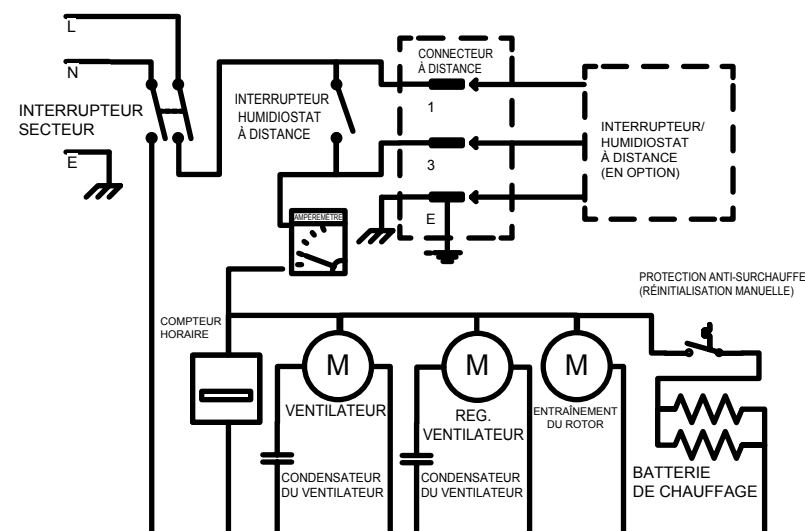 L
N
INTERRUPTEUR
SECTEUR
E
INTERRUPTEUR
HUMIDIOSTAT
À DISTANCE
CONNECTEUR
À DISTANCE
1
3
E
INTERRUPTEUR/
HUMIDIOSTAT
À DISTANCE
(EN OPTION)
AMPÈREMÈTRE
PROTECTION ANTI-SURCHAUFFE
(RÉINITIALISATION MANUELLE)
COMPTEUR
HORAIRE
M
VENTILATEUR
M
REG.
VENTILATEUR
M
ENTRAÎNEMENT
DU ROTOR
CONDENSATEUR
DU VENTILATEUR
CONDENSATEUR
DU VENTILATEUR
BATTERIE
DE CHAUFFAGE